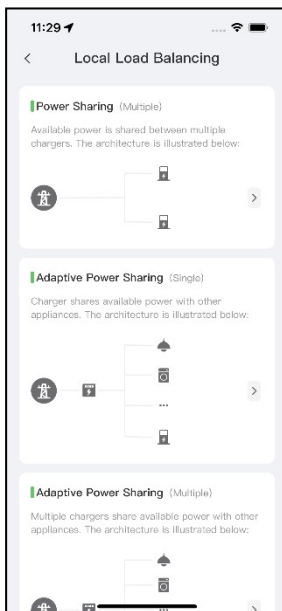 11:29
Local Load Balancing
Power Sharing (Multiple)
Available power is shared between multiple
chargers. The architecture is illustrated below:
Adaptive Power Sharing (Single)
Charger shares available power with other
appliances. The architecture is illustrated below:
...
Adaptive Power Sharing (Multiple)
Multiple chargers share available power with other
appliances. The architecture is illustrated below: